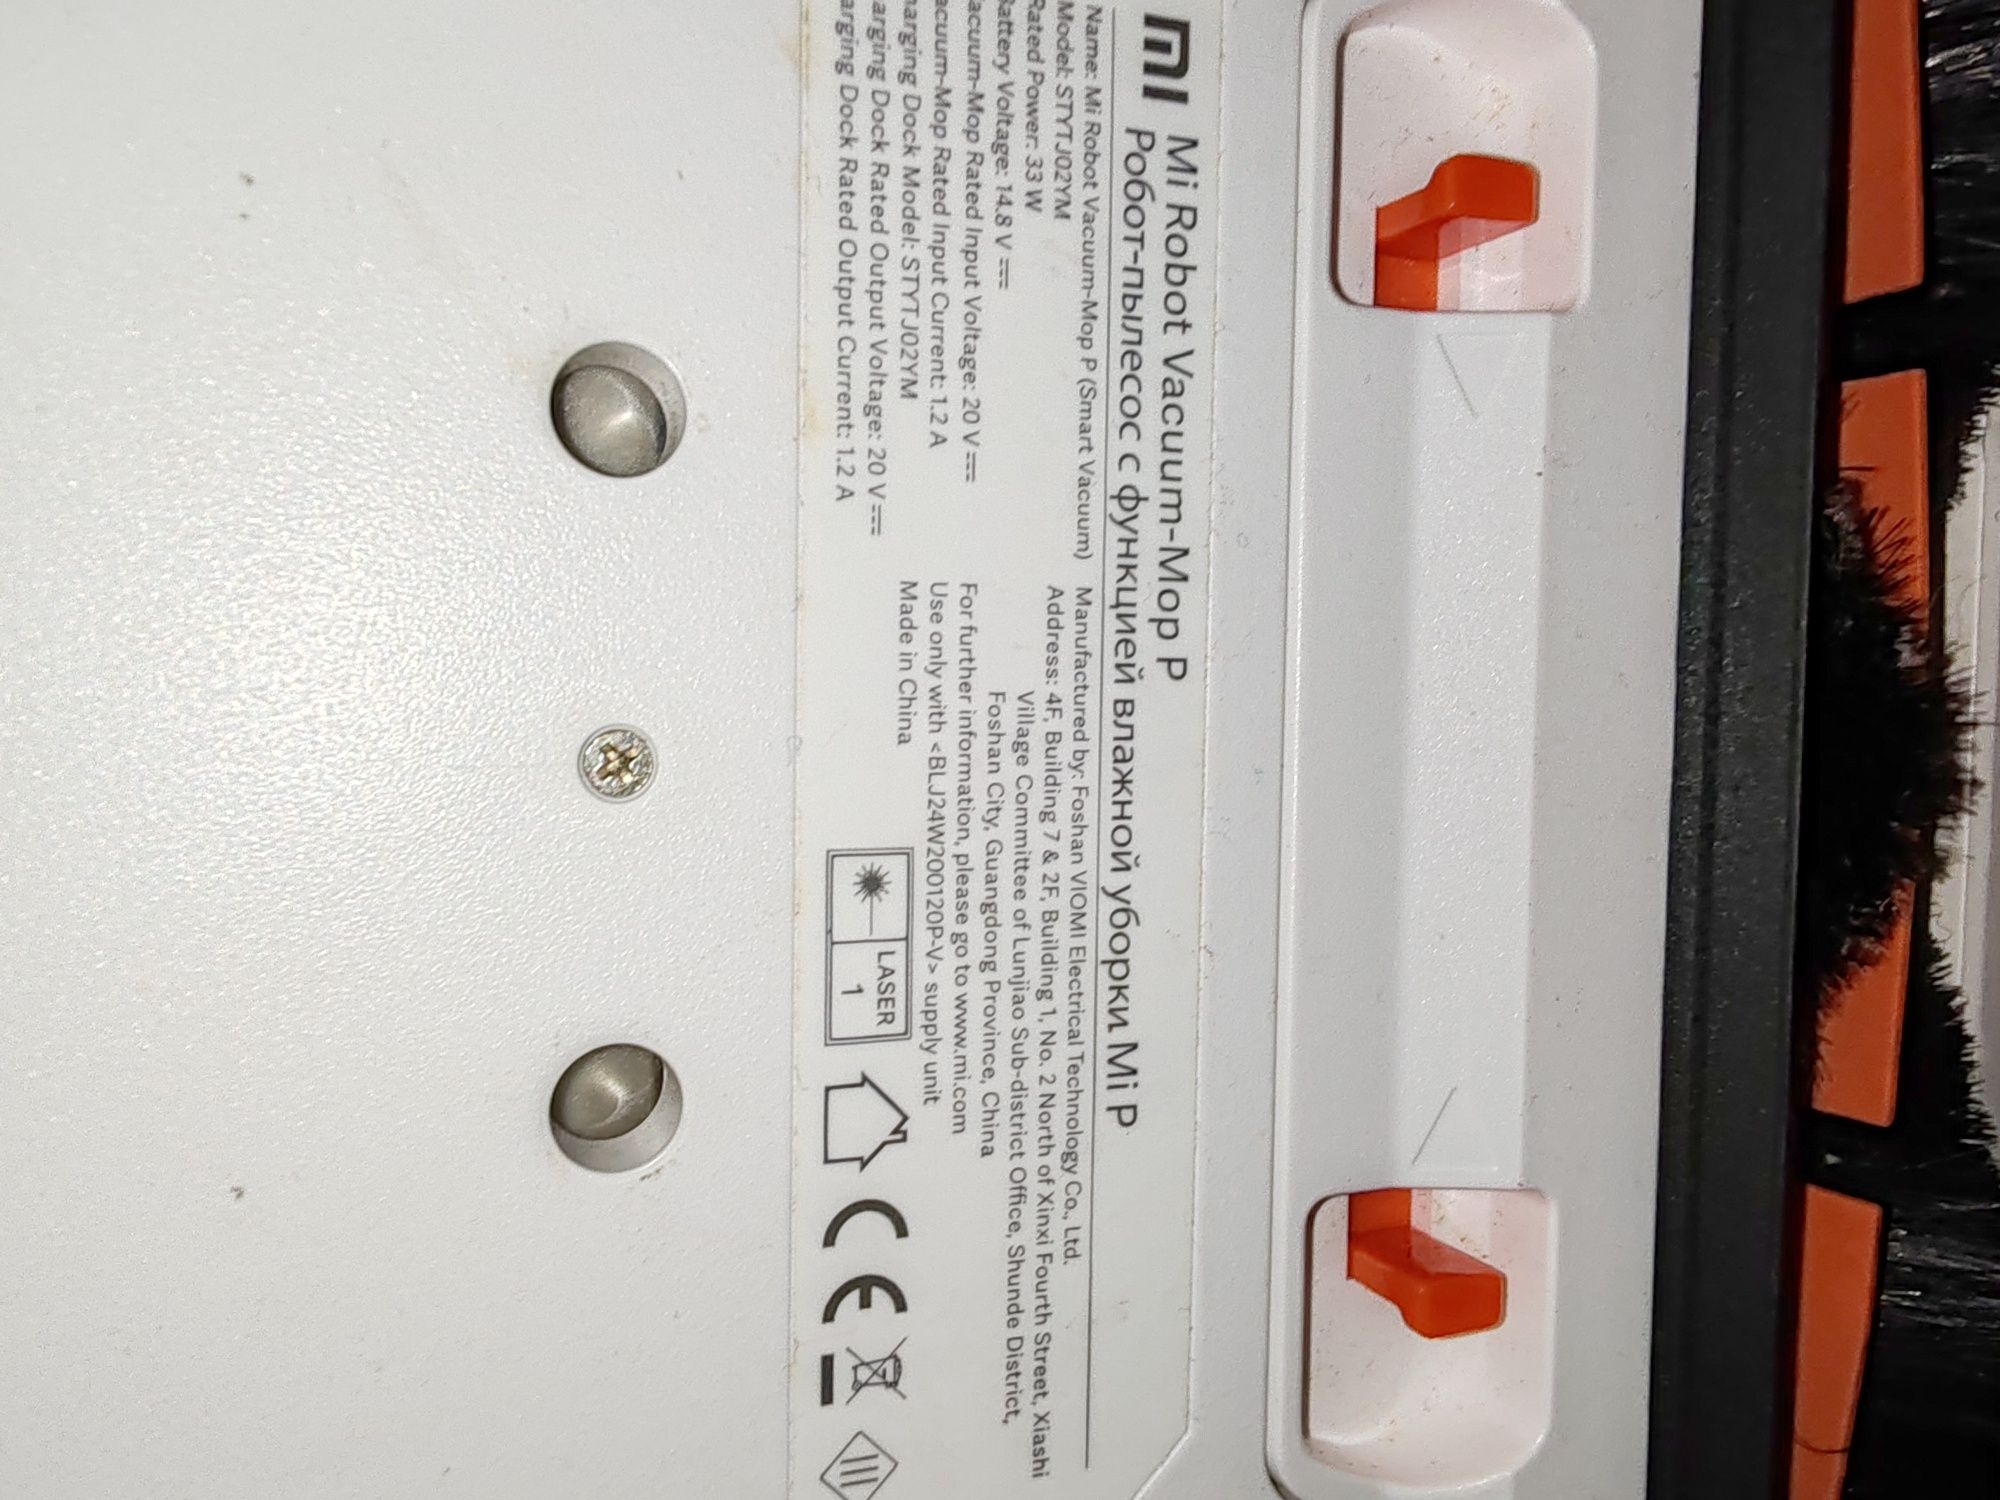 MI Mi Robot Vacuum-Mop P
Робот-пылесос с функцией влажной уборки Mi P
Name: Mi Robot Vacuum-Mop P (Smart Vacuum)
Model: STYTJ02YM
Rated Power: 33 W
Battery Voltage: 14.8 V ⎓
Vacuum-Mop Rated Input Voltage: 20 V ⎓
acuum-Mop Rated Input Current: 1.2 A
harging Dock Model: STYTJ02YM
arging Dock Rated Output Voltage: 20 V ⎓
arging Dock Rated Output Current: 1.2 A
Manufactured by: Foshan VIOMI Electrical Technology Co., Ltd.
Address: 4F, Building 7 & 2F, Building 1, No. 2 North of Xinxi Fourth Street, Xiashi
Village Committee of Lunjiao Sub-district Office, Shunde District,
Foshan City, Guangdong Province, China
For further information, please go to www.mi.com
Use only with <BLJ24W200120P-V> supply unit
Made in China
LASER
1
CE